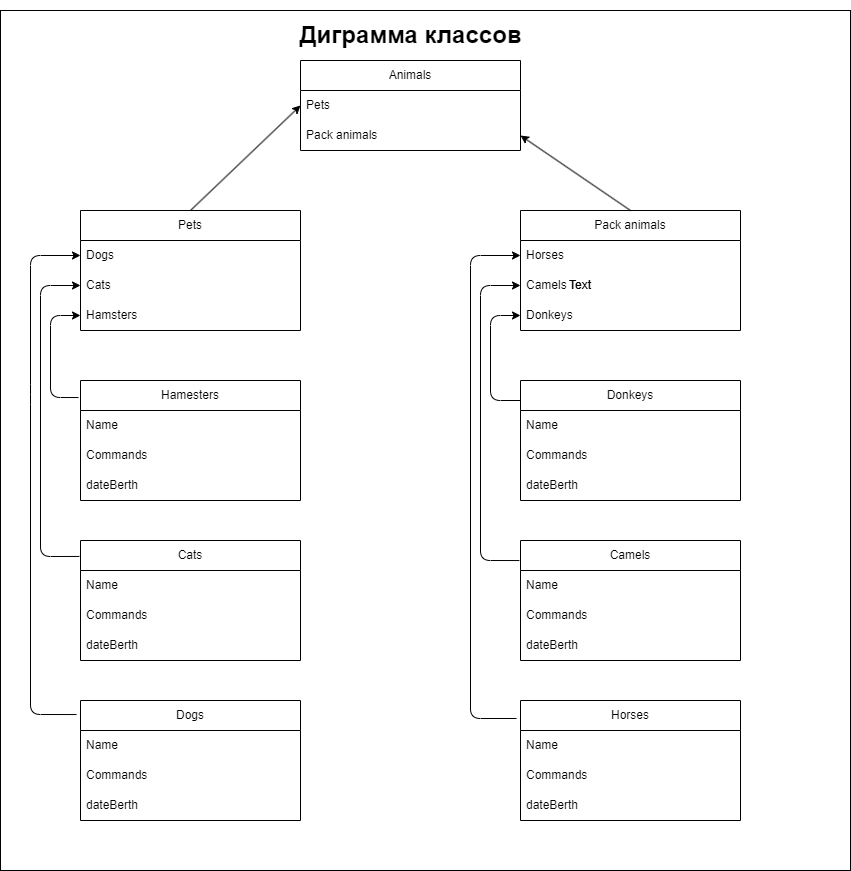 Диграмма классов
Animals
Pets
Pack animals
Pets
Dogs
Cats
Hamsters
Pack animals
Horses
Camels Text
Donkeys
Hamesters
Name
Commands
dateBerth
Donkeys
Name
Commands
dateBerth
Cats
Name
Commands
dateBerth
Camels
Name
Commands
dateBerth
Dogs
Name
Commands
dateBerth
Horses
Name
Commands
dateBerth